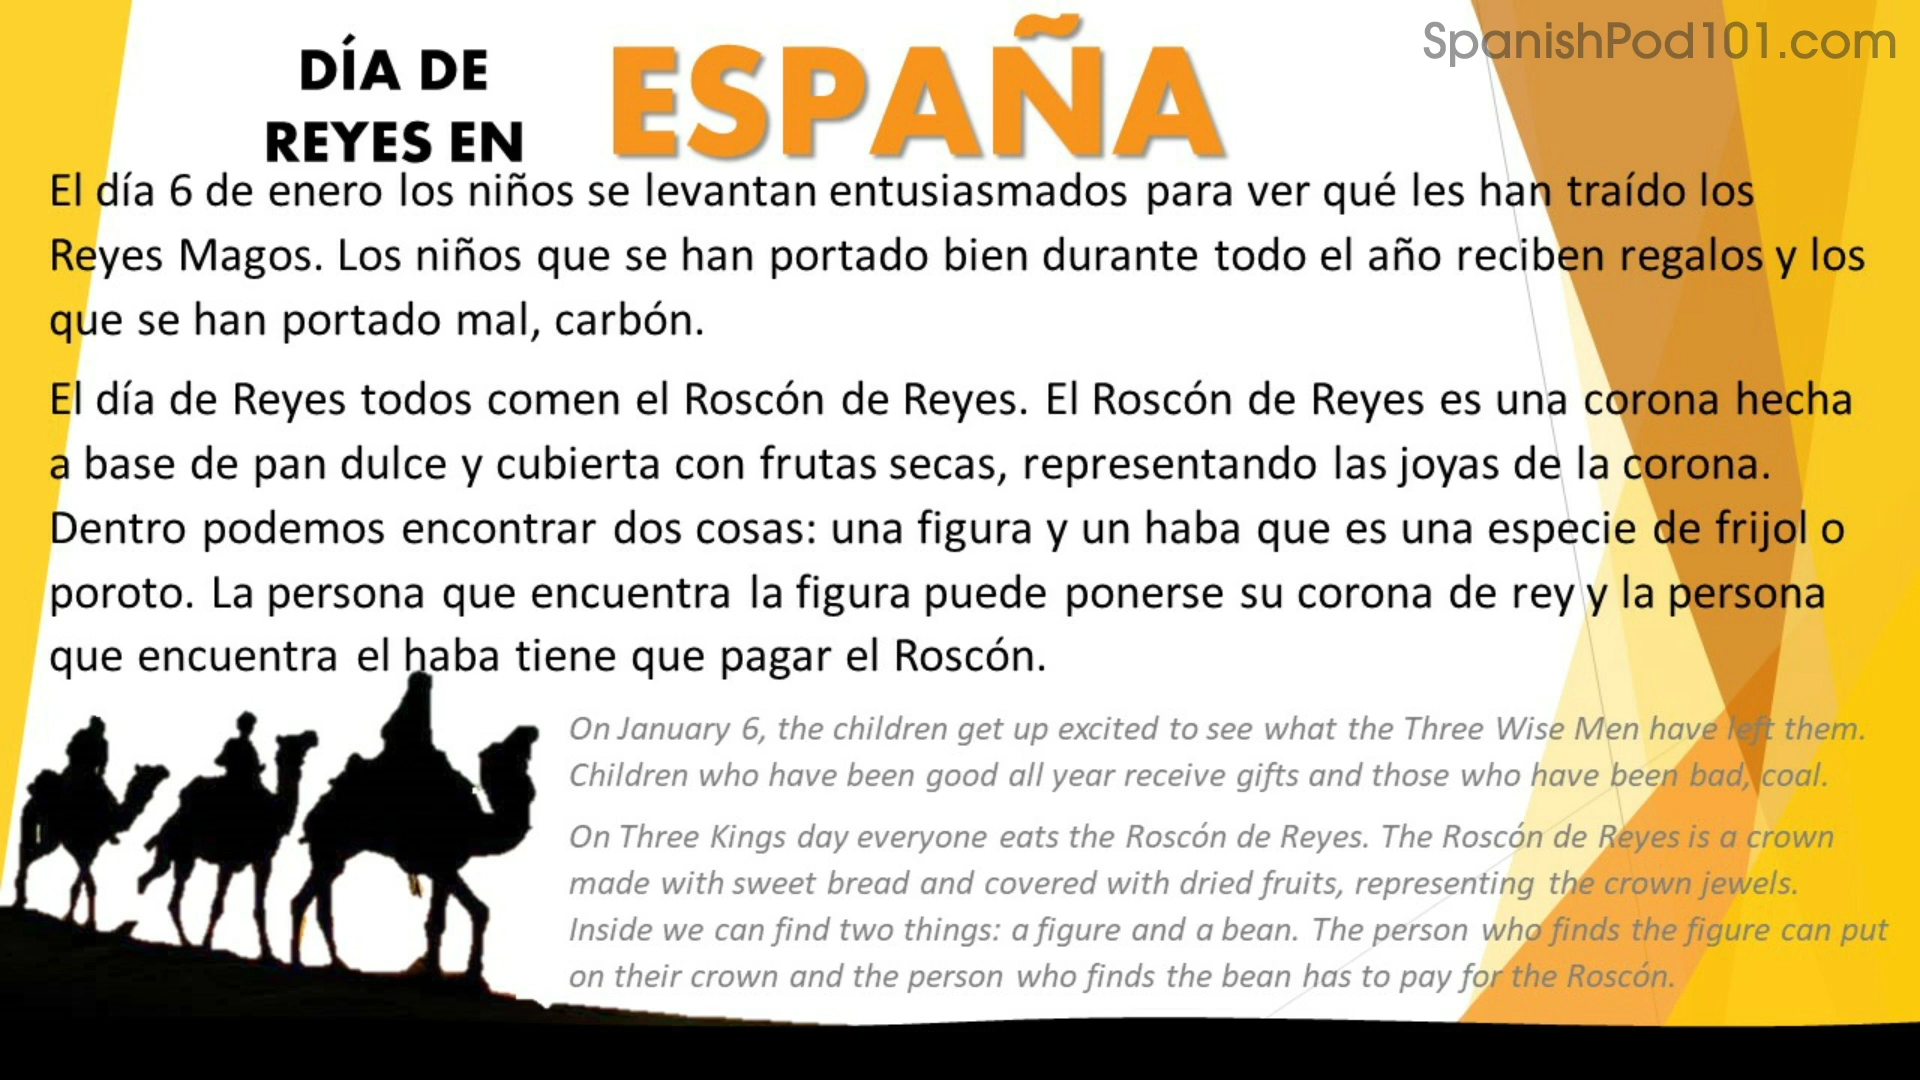 SpanishPod101.com
DÍA DE
REYES EN
ESPAÑA
El día 6 de enero los niños se levantan entusiasmados para ver qué les han traído los
Reyes Magos. Los niños que se han portado bien durante todo el año reciben regalos y los
que se han portado mal, carbón.
El día de Reyes todos comen el Roscón de Reyes. El Roscón de Reyes es una corona hecha
a base de pan dulce y cubierta con frutas secas, representando las joyas de la corona.
Dentro podemos encontrar dos cosas: una figura y un haba que es una especie de frijol o
poroto. La persona que encuentra la figura puede ponerse su corona de rey y la persona
que encuentra el haba tiene que pagar el Roscón.
On January 6, the children get up excited to see what the Three Wise Men have left them.
Children who have been good all year receive gifts and those who have been bad, coal.
On Three Kings day everyone eats the Roscón de Reyes. The Roscón de Reyes is a crown
made with sweet bread and covered with dried fruits, representing the crown jewels.
Inside we can find two things: a figure and a bean. The person who finds the figure can put
on their crown and the person who finds the bean has to pay for the Roscón.